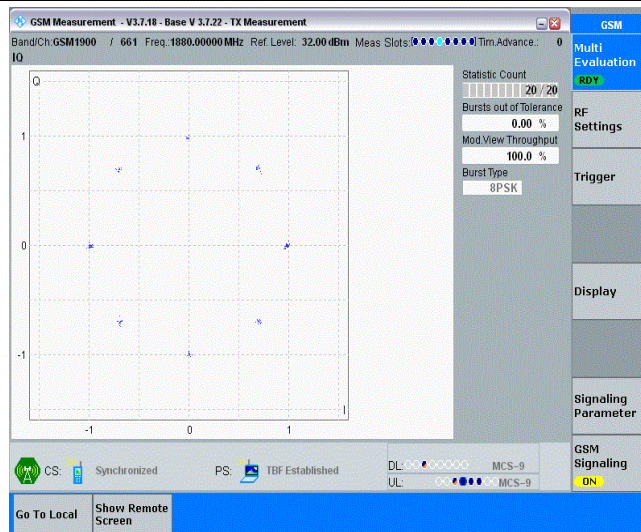 GSM Measurement - V3.7.18 - Base V 3.7.22 - TX Measurement
GSM
Band/Ch:GSM1900 / 661 Freq.:1880.00000 MHz Ref. Level: 32.00 dBm Meas Slots: Tim.Advance.: 0
IQ
Multi
Evaluation
RDY
Q
1
0
-1
-1 0 1
I
Statistic Count
20 / 20
Bursts out of Tolerance
0.00 %
Mod.View Throughput
100.0 %
Burst Type
8PSK
RF
Settings
Trigger
Display
Signaling
Parameter
GSM
Signaling
ON
CS: Synchronized PS: TBF Established
DL: MCS-9
UL: MCS-9
Go To Local
Show Remote
Screen